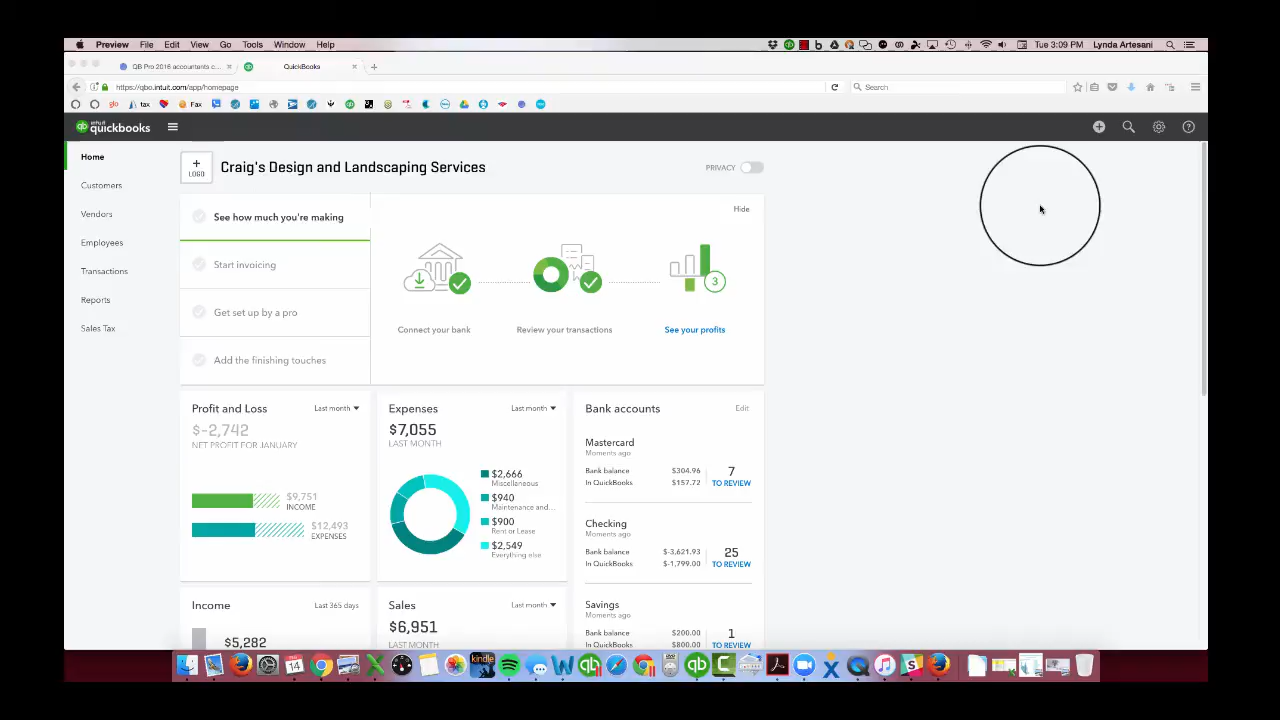 Preview File Edit View Go Tools Window Help
Tue 3:09 PM Lynda Artesani
QB Pro 2016 accountants c...
QuickBooks
https://qbo.intuit.com/app/homepage
Search
glo tax Fax
intuit quickbooks
Home
Customers
Vendors
Employees
Transactions
Reports
Sales Tax
+ LOGO
Craig's Design and Landscaping Services
PRIVACY
See how much you're making
Start invoicing
Get set up by a pro
Add the finishing touches
Hide
3
Connect your bank
Review your transactions
See your profits
Profit and Loss
Last month
$-2,742
NET PROFIT FOR JANUARY
$9,751
INCOME
$12,493
EXPENSES
Expenses
Last month
$7,055
LAST MONTH
$2,666
Miscellaneous
$940
Maintenance and...
$900
Rent or Lease
$2,549
Everything else
Bank accounts
Edit
Mastercard
Moments ago
Bank balance $304.96
In QuickBooks $157.72
7
TO REVIEW
Checking
Moments ago
Bank balance $-3,621.93
In QuickBooks $-1,799.00
25
TO REVIEW
Savings
Moments ago
Bank balance $200.00
In QuickBooks $800.00
1
TO REVIEW
Income
Last 365 days
$5,282
Sales
Last month
$6,951
LAST MONTH
14
kindle